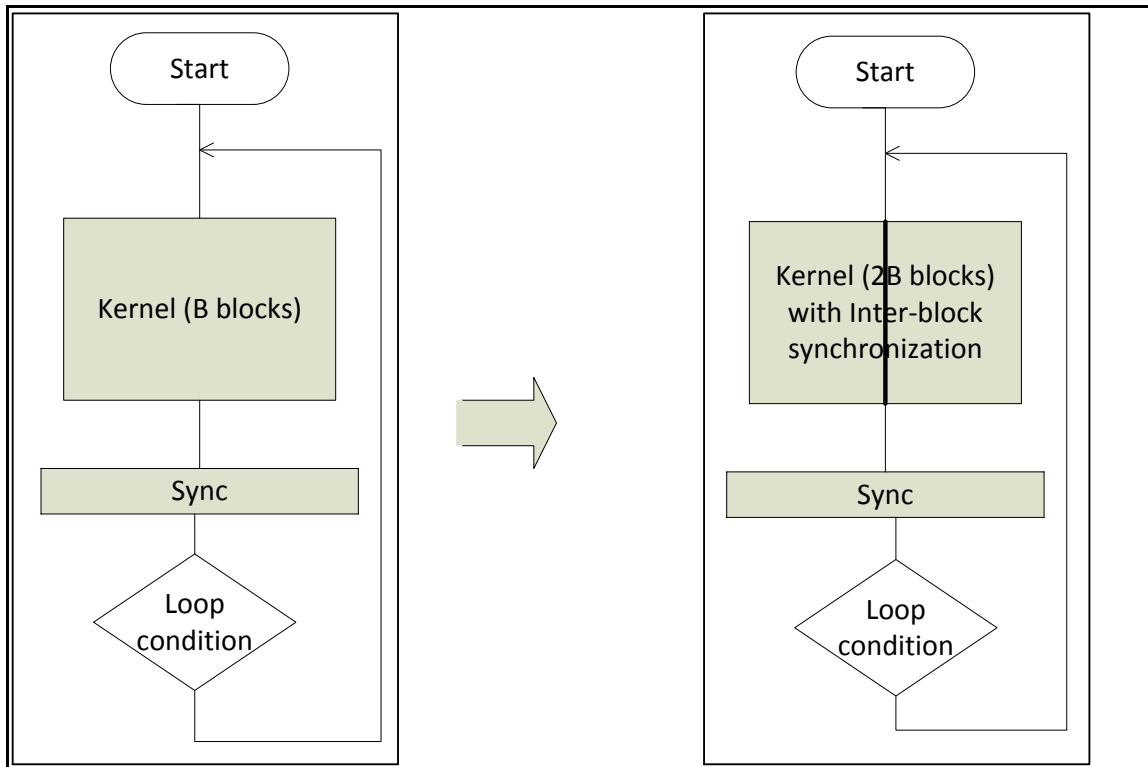 Start
Kernel (B blocks)
Sync
Loop
condition
Start
Kernel (2B blocks)
with Inter-block
synchronization
Sync
Loop
condition